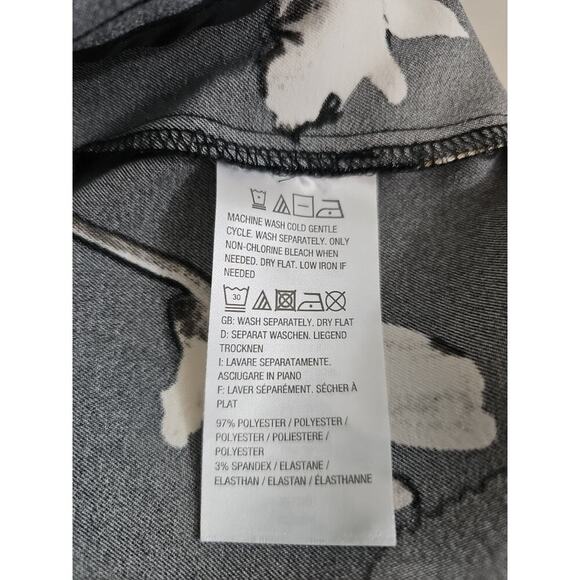 MACHINE WASH COLD GENTLE
CYCLE. WASH SEPARATELY. ONLY
NON-CHLORINE BLEACH WHEN
NEEDED. DRY FLAT. LOW IRON IF
NEEDED
30
GB: WASH SEPARATELY. DRY FLAT
D: SEPARAT WASCHEN. LIEGEND
TROCKNEN
I: LAVARE SEPARATAMENTE.
ASCIUGARE IN PIANO
F: LAVER SÉPARÉMENT. SÉCHER À
PLAT
97% POLYESTER / POLYESTER /
POLYESTER / POLIESTERE /
POLYESTER
3% SPANDEX / ELASTANE /
ELASTHAN / ELASTAN / ÉLASTHANNE